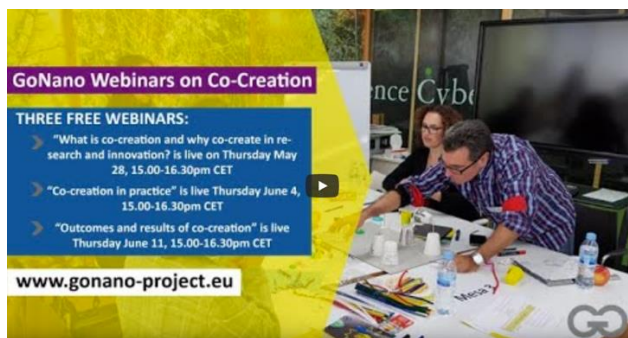 GoNano Webinars on Co-Creation
THREE FREE WEBINARS:
"What is co-creation and why co-create in re-
search and innovation? is live on Thursday May
28, 15.00-16.30pm CET
"Co-creation in practice" is live Thursday June 4,
15.00-16.30pm CET
"Outcomes and results of co-creation" is live
Thursday June 11, 15.00-16.30pm CET
www.gonano-project.eu
ence Cybe
Mesa 3